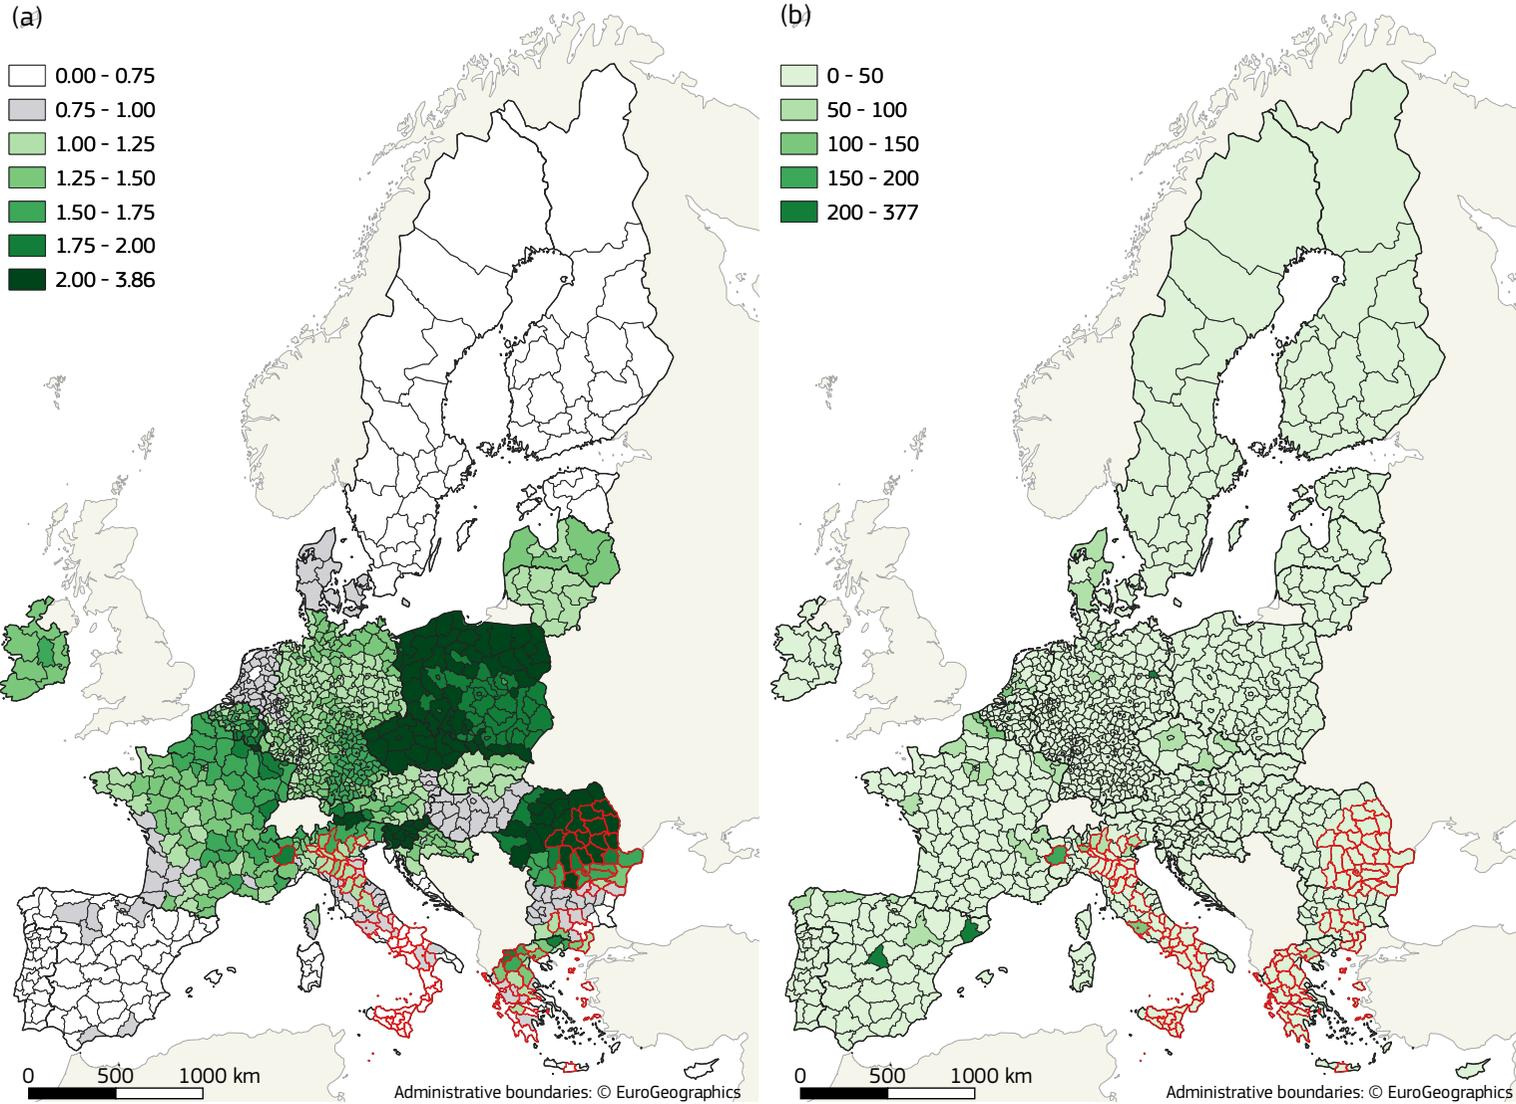 (a)
0.00 - 0.75
0.75 - 1.00
1.00 - 1.25
1.25 - 1.50
1.50 - 1.75
1.75 - 2.00
2.00 - 3.86
0 500 1000 km
Administrative boundaries: © EuroGeographics
(b)
0 - 50
50 - 100
100 - 150
150 - 200
200 - 377
0 500 1000 km
Administrative boundaries: © EuroGeographics